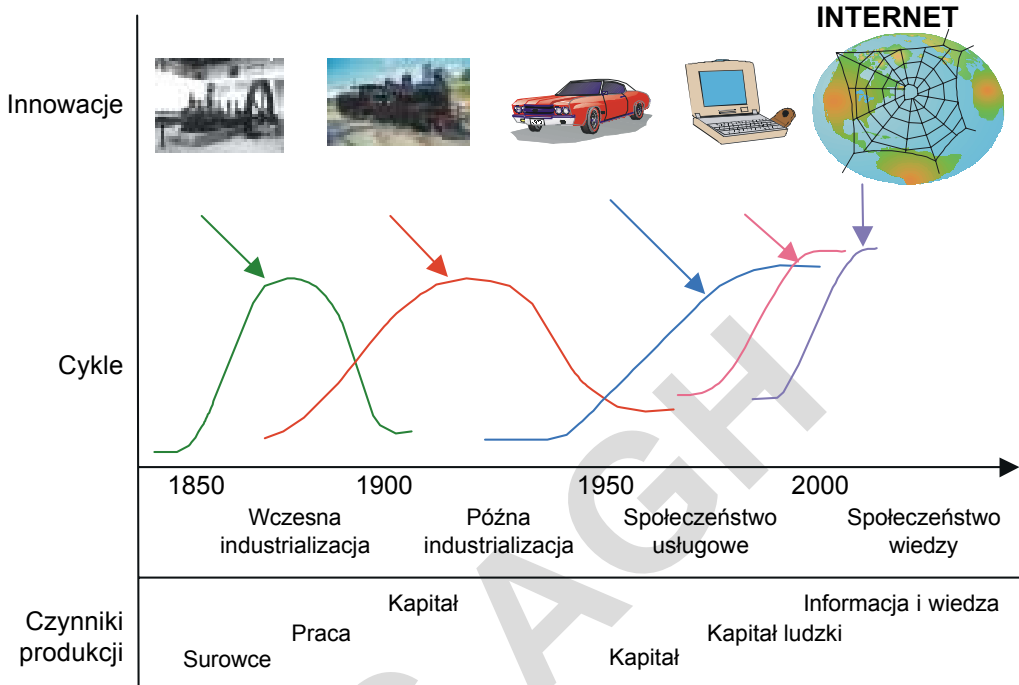 INTERNET
Innowacje
Cykle
1850
1900
1950
2000
Wczesna
industrializacja
Późna
industrializacja
Społeczeństwo
usługowe
Społeczeństwo
wiedzy
Czynniki
produkcji
Surowce
Praca
Kapitał
Kapitał
Kapitał ludzki
Informacja i wiedza
AGH